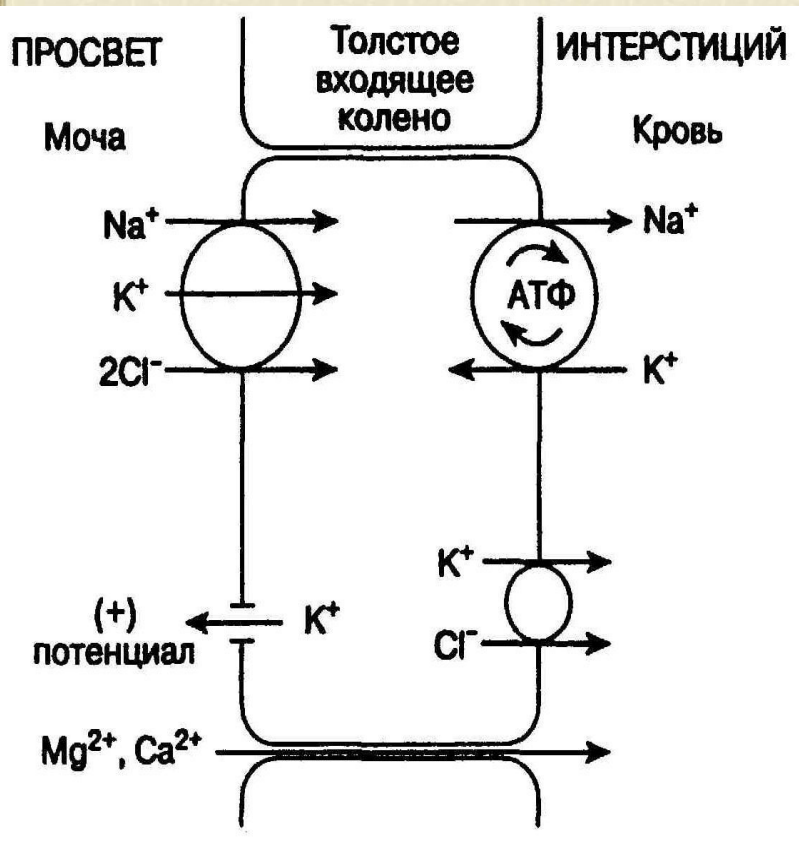 ПРОСВЕТ
Толстое
входящее
колено
ИНТЕРСТИЦИЙ
Моча
Кровь
Na⁺
Na⁺
K⁺
АТФ
2Cl⁻
K⁺
K⁺
(+)
потенциал
K⁺
Cl⁻
Mg²⁺, Ca²⁺